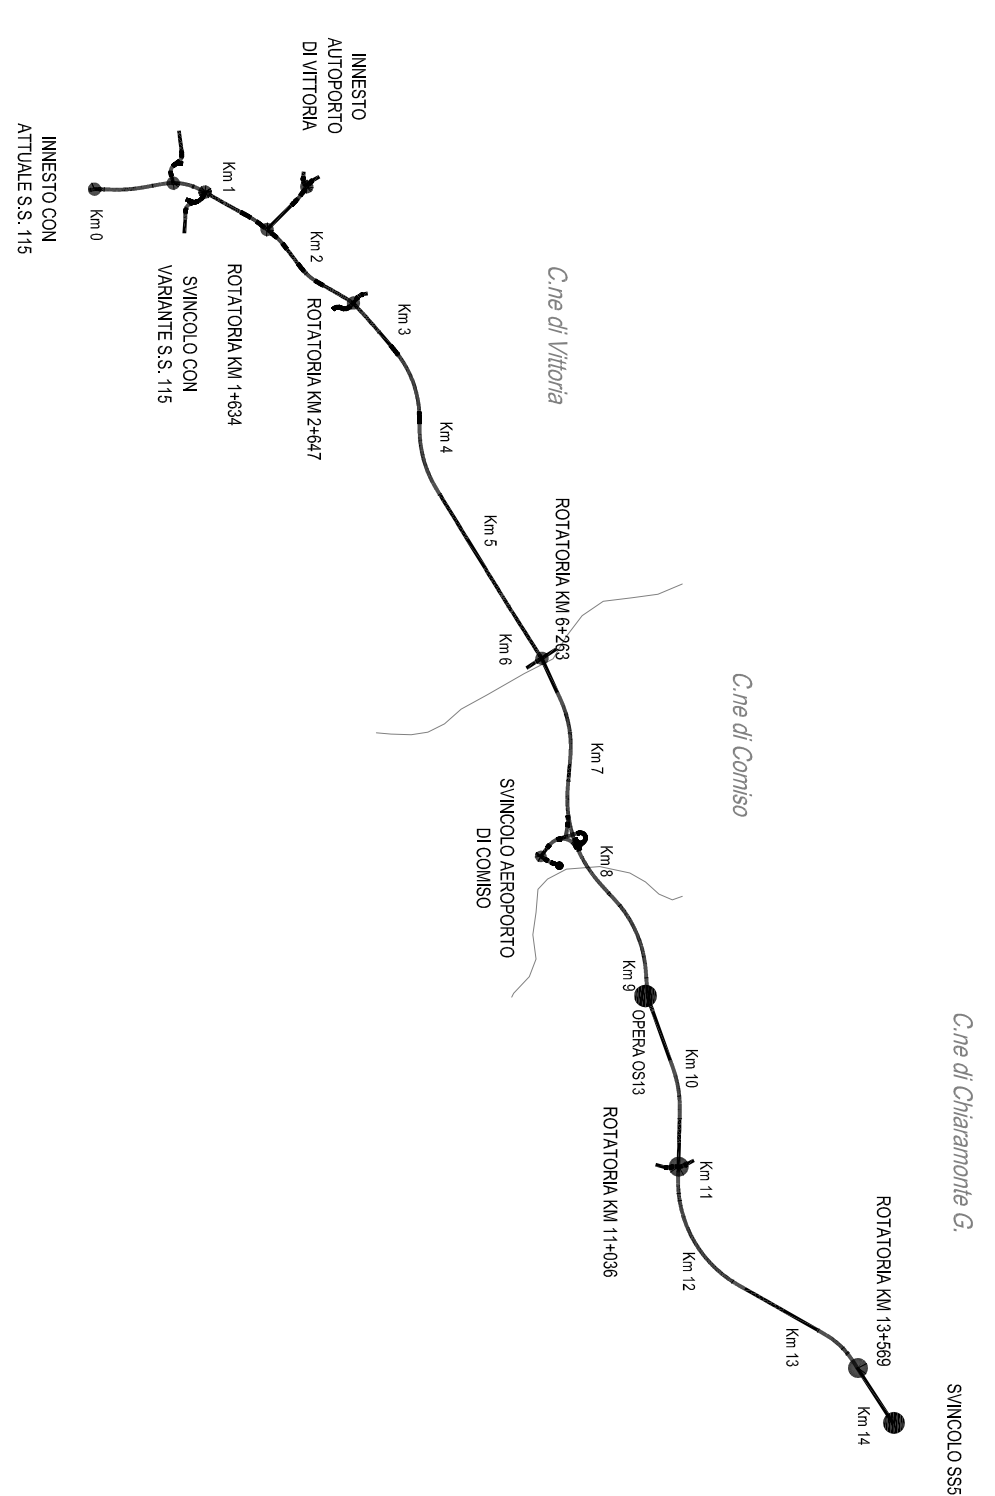 INNESTO CON
ATTUALE S.S. 115
Km 0
INNESTO
AUTOPORTO
DI VITTORIA
Km 1
SVINCOLO CON
VARIANTE S.S. 115
ROTATORIA KM 1+634
Km 2
ROTATORIA KM 2+647
Km 3
C.ne di Vittoria
Km 4
Km 5
ROTATORIA KM 6+263
Km 6
C.ne di Comiso
Km 7
SVINCOLO AEROPORTO
DI COMISO
Km 8
Km 9
OPERA OS13
Km 10
ROTATORIA KM 11+036
Km 11
C.ne di Chiaramonte G.
Km 12
ROTATORIA KM 13+569
Km 13
Km 14
SVINCOLO SS5